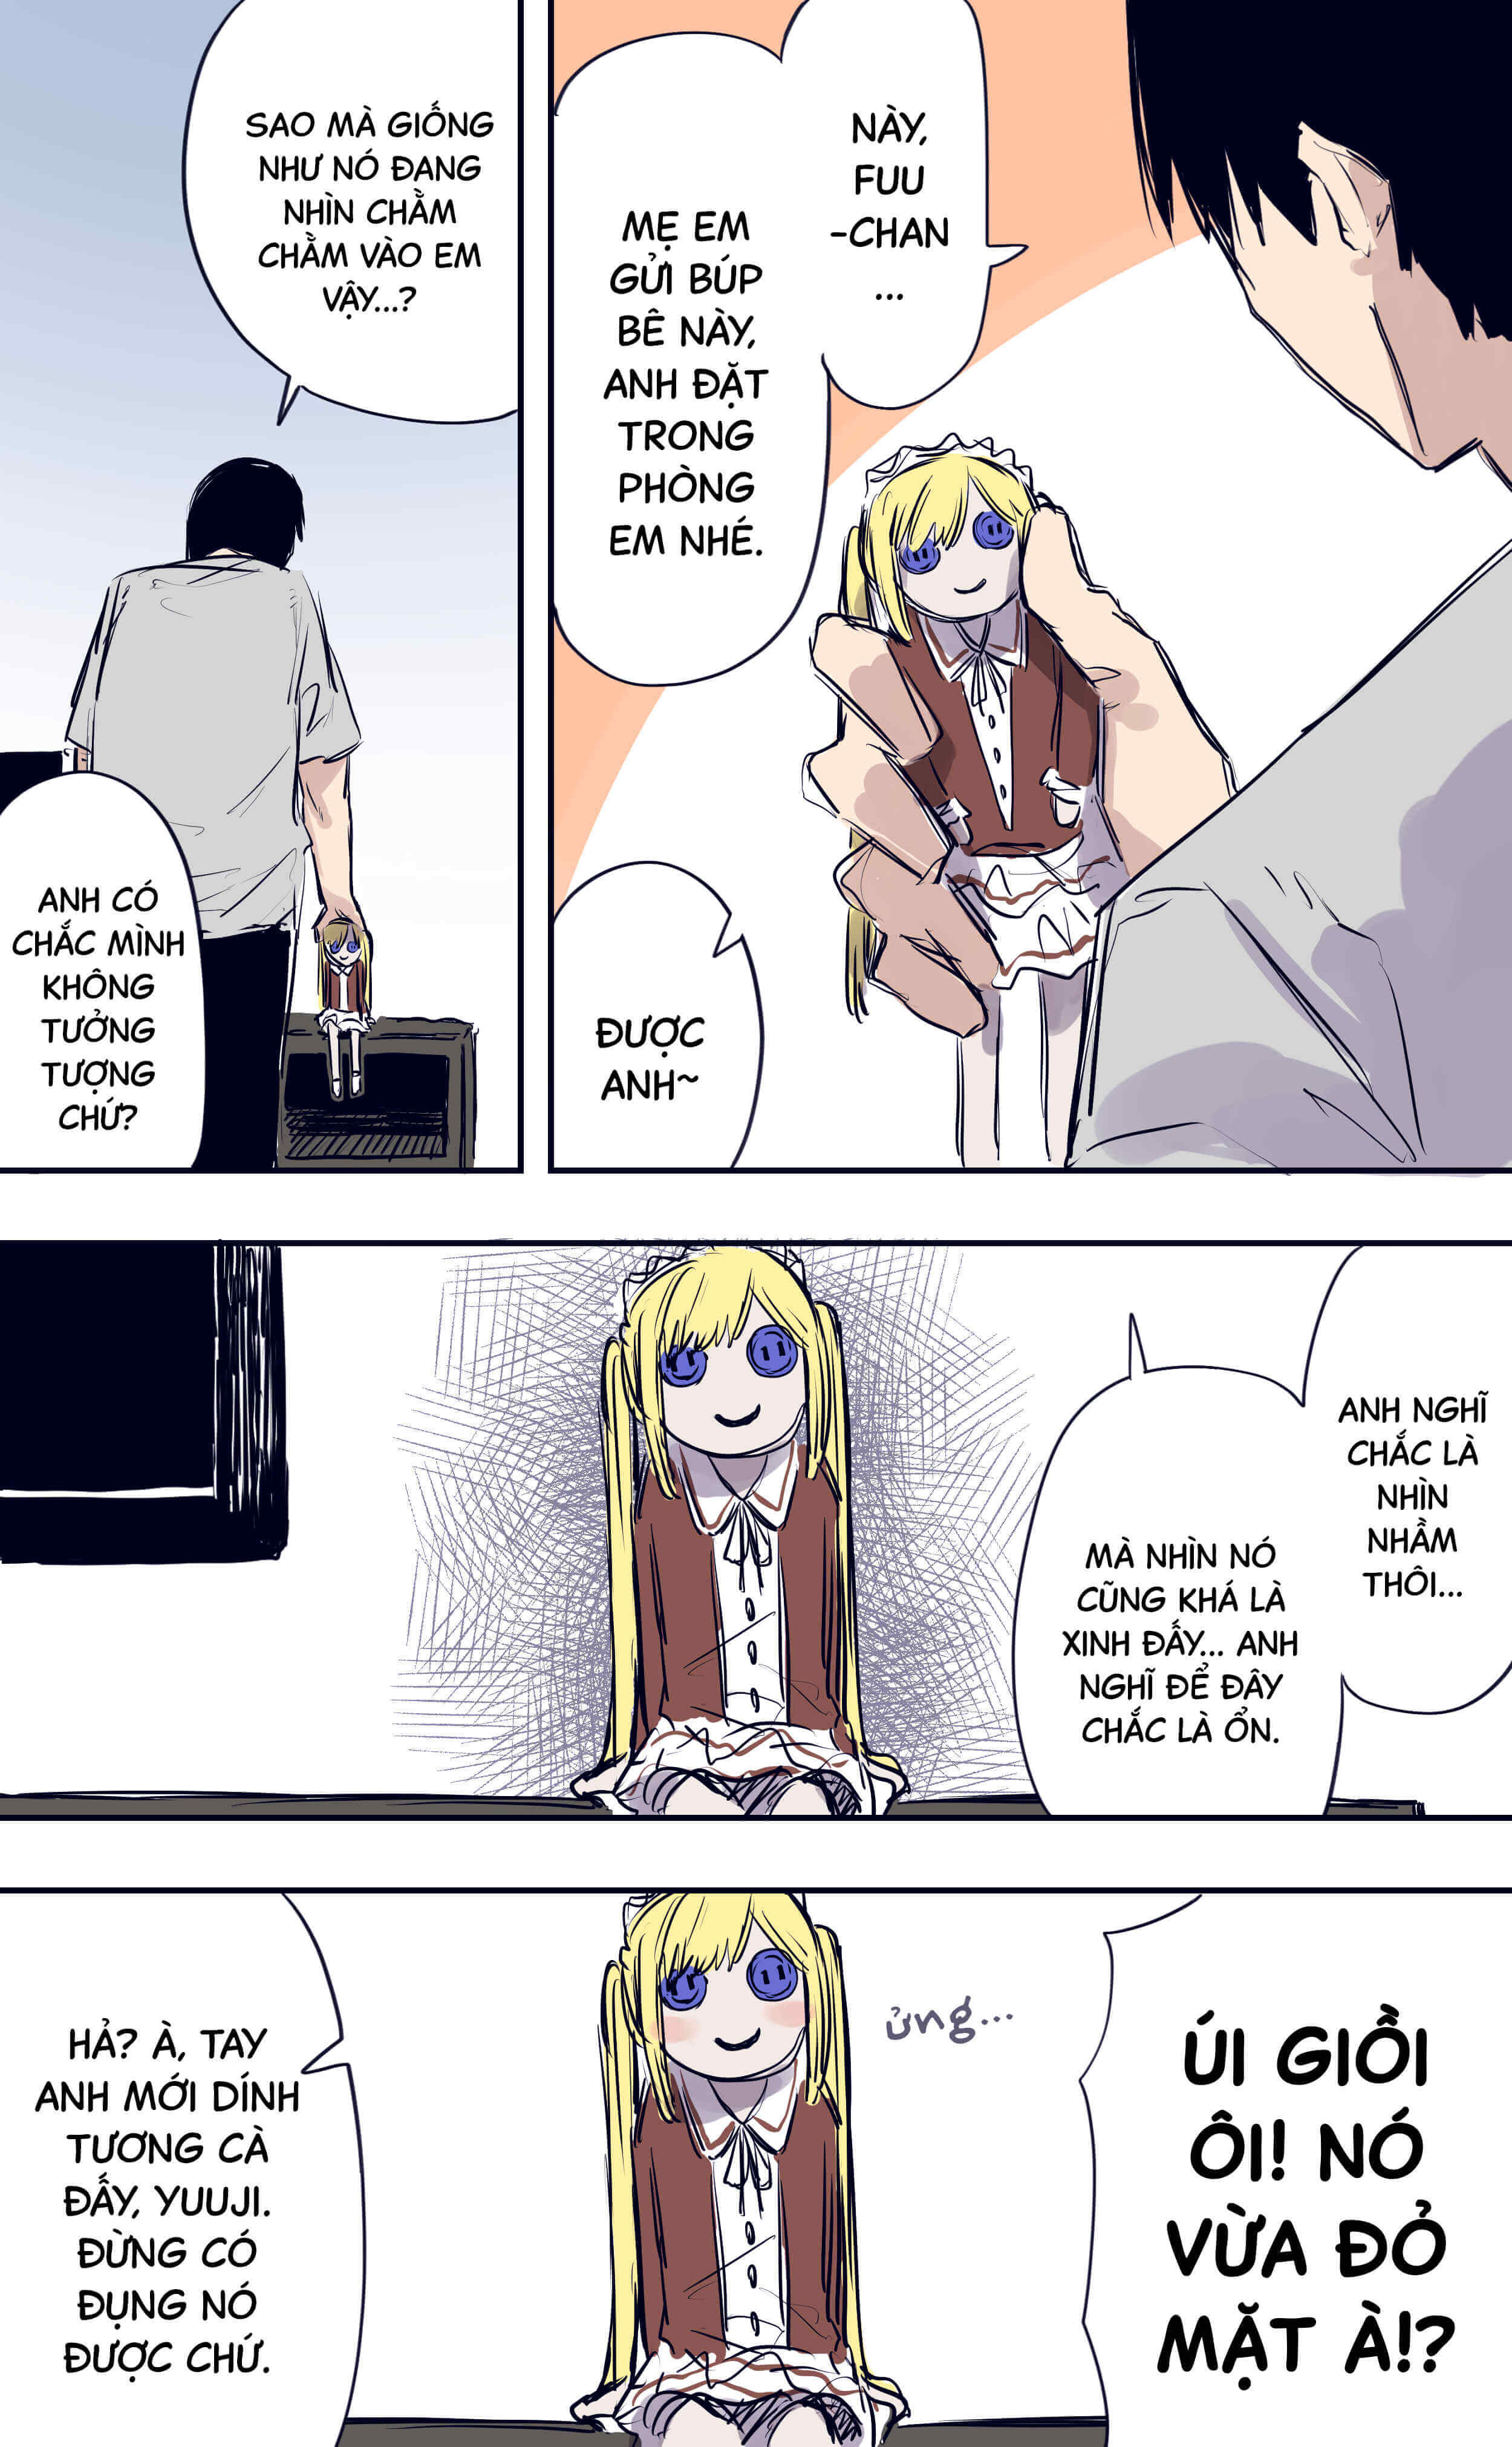 NÀY,
FUU
-CHAN
...
MẸ EM
GỬI BÚP
BÊ NÀY,
ANH ĐẶT
TRONG
PHÒNG
EM NHÉ.
ĐƯỢC
ANH~
SAO MÀ GIỐNG
NHƯ NÓ ĐANG
NHÌN CHẰM
CHẰM VÀO EM
VẬY...?
ANH CÓ
CHẮC MÌNH
KHÔNG
TƯỞNG
TƯỢNG
CHỨ?
ANH NGHĨ
CHẮC LÀ
NHÌN
NHẦM
THÔI...
MÀ NHÌN NÓ
CŨNG KHÁ LÀ
XINH ĐẤY... ANH
NGHĨ ĐỂ ĐÂY
CHẮC LÀ ỔN.
ÚI GIỒI
ÔI! NÓ
VỪA ĐỎ
MẶT À!?
ửng...
HẢ? À, TAY
ANH MỚI DÍNH
TƯƠNG CÀ
ĐẤY, YUUJI.
ĐỪNG CÓ
ĐỤNG NÓ
ĐƯỢC CHỨ.